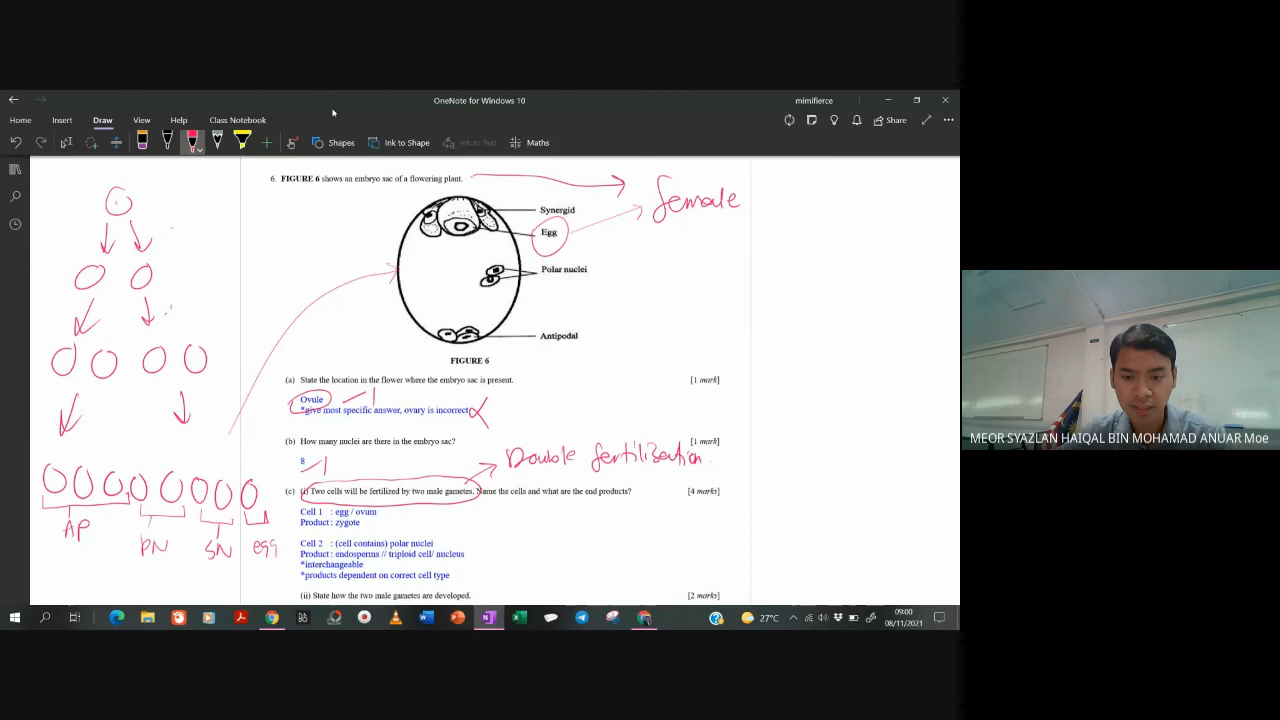 OneNote for Windows 10
mimifierce
Home
Insert
Draw
View
Help
Class Notebook
Shapes
Ink to Shape
Ink to Text
Maths
Share
6. FIGURE 6 shows an embryo sac of a flowering plant.
female
Synergid
Egg
Polar nuclei
Antipodal
FIGURE 6
(a) State the location in the flower where the embryo sac is present. [1 mark]
Ovule
*give most specific answer, ovary is incorrect
(b) How many nuclei are there in the embryo sac? [1 mark]
8
Double fertilization.
(c) (i) Two cells will be fertilized by two male gametes. Name the cells and what are the end products? [4 marks]
Cell 1 : egg / ovum
Product : zygote
Cell 2 : (cell contains) polar nuclei
Product : endosperms // triploid cell/ nucleus
*interchangeable
*products dependent on correct cell type
(ii) State how the two male gametes are developed. [2 marks]
AP
PN
SN
egg
MEOR SYAZLAN HAIQAL BIN MOHAMAD ANUAR Moe
27°C
09:00
08/11/2021